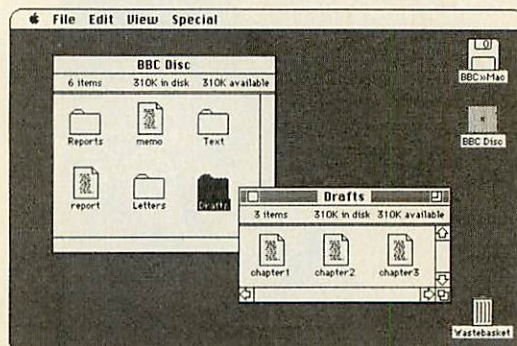 File Edit View Special
BBC Disc
6 items 310K in disk 310K available
Reports memo Text
report Letters Drafts
Drafts
3 items 310K in disk 310K available
chapter1 chapter2 chapter3
BBC»Mac
BBC Disc
Wastebasket